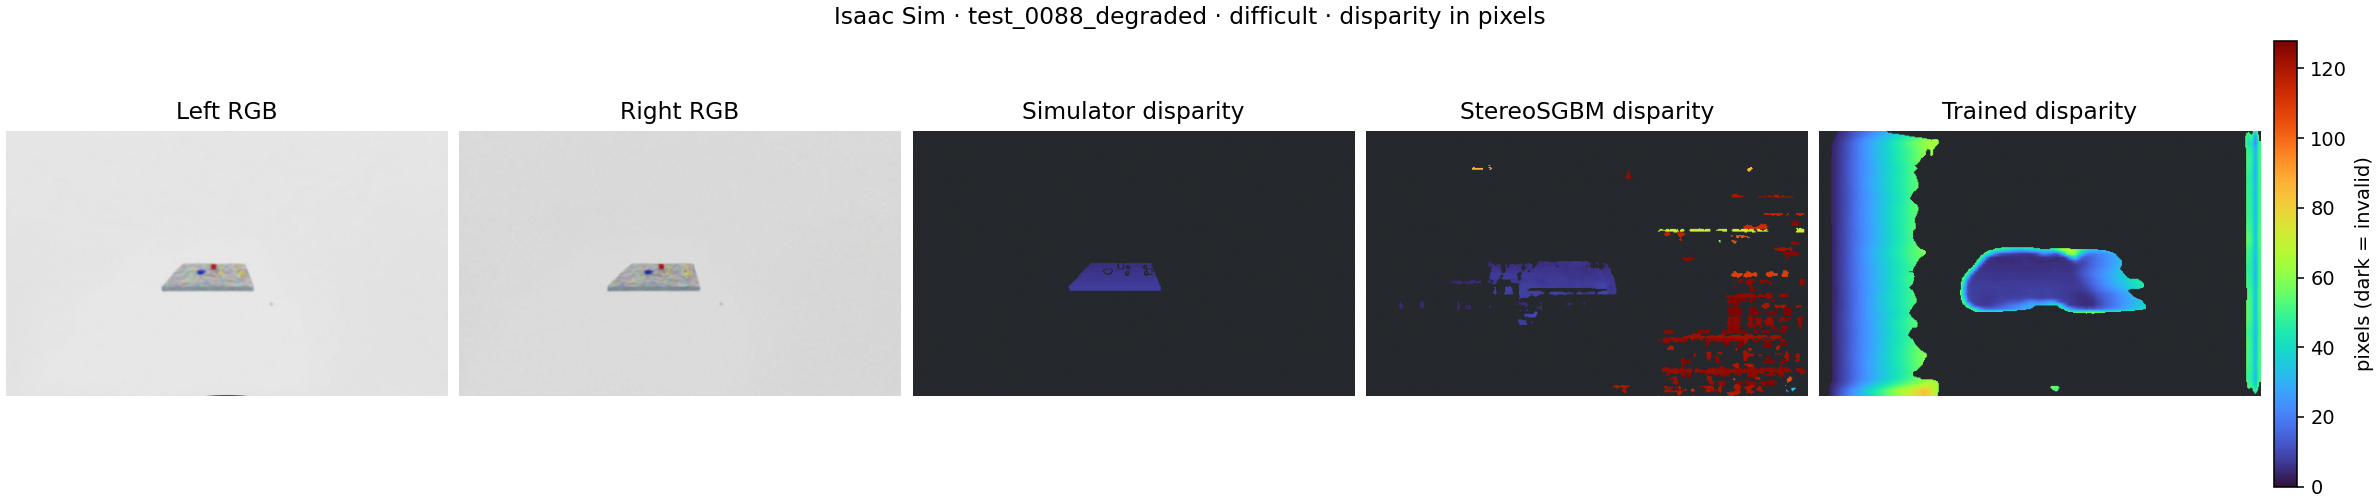 Isaac Sim · test_0088_degraded · difficult · disparity in pixels
Left RGB
Right RGB
Simulator disparity
StereoSGBM disparity
Trained disparity
120
100
80
60
40
20
0
pixels (dark = invalid)